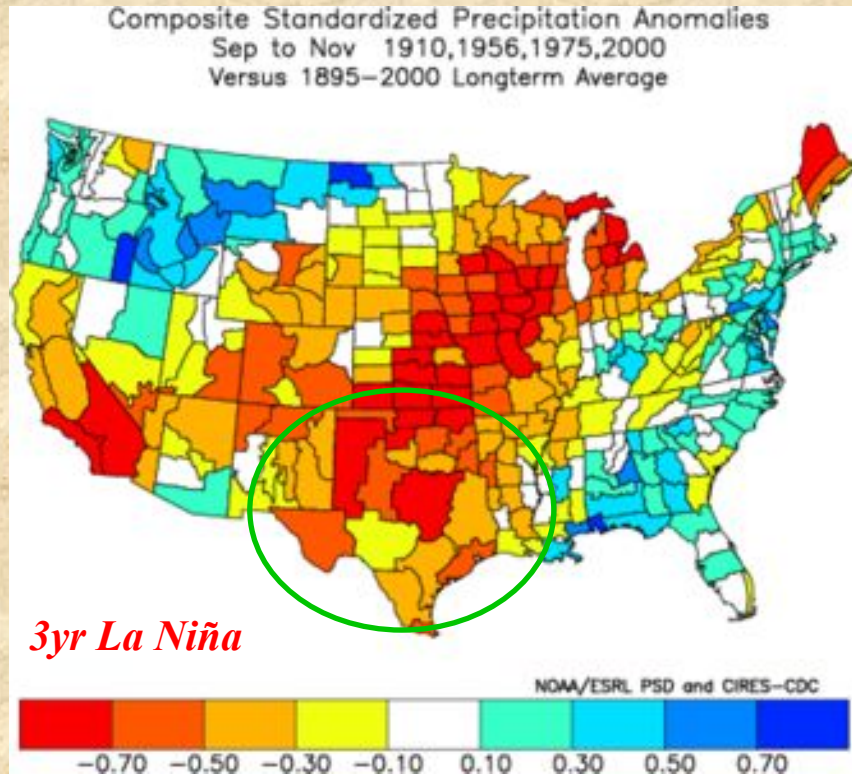 Composite Standardized Precipitation Anomalies
Sep to Nov 1910,1956,1975,2000
Versus 1895-2000 Longterm Average
3yr La Niña
NOAA/ESRL PSD and CIRES-CDC
-0.70 -0.50 -0.30 -0.10 0.10 0.30 0.50 0.70